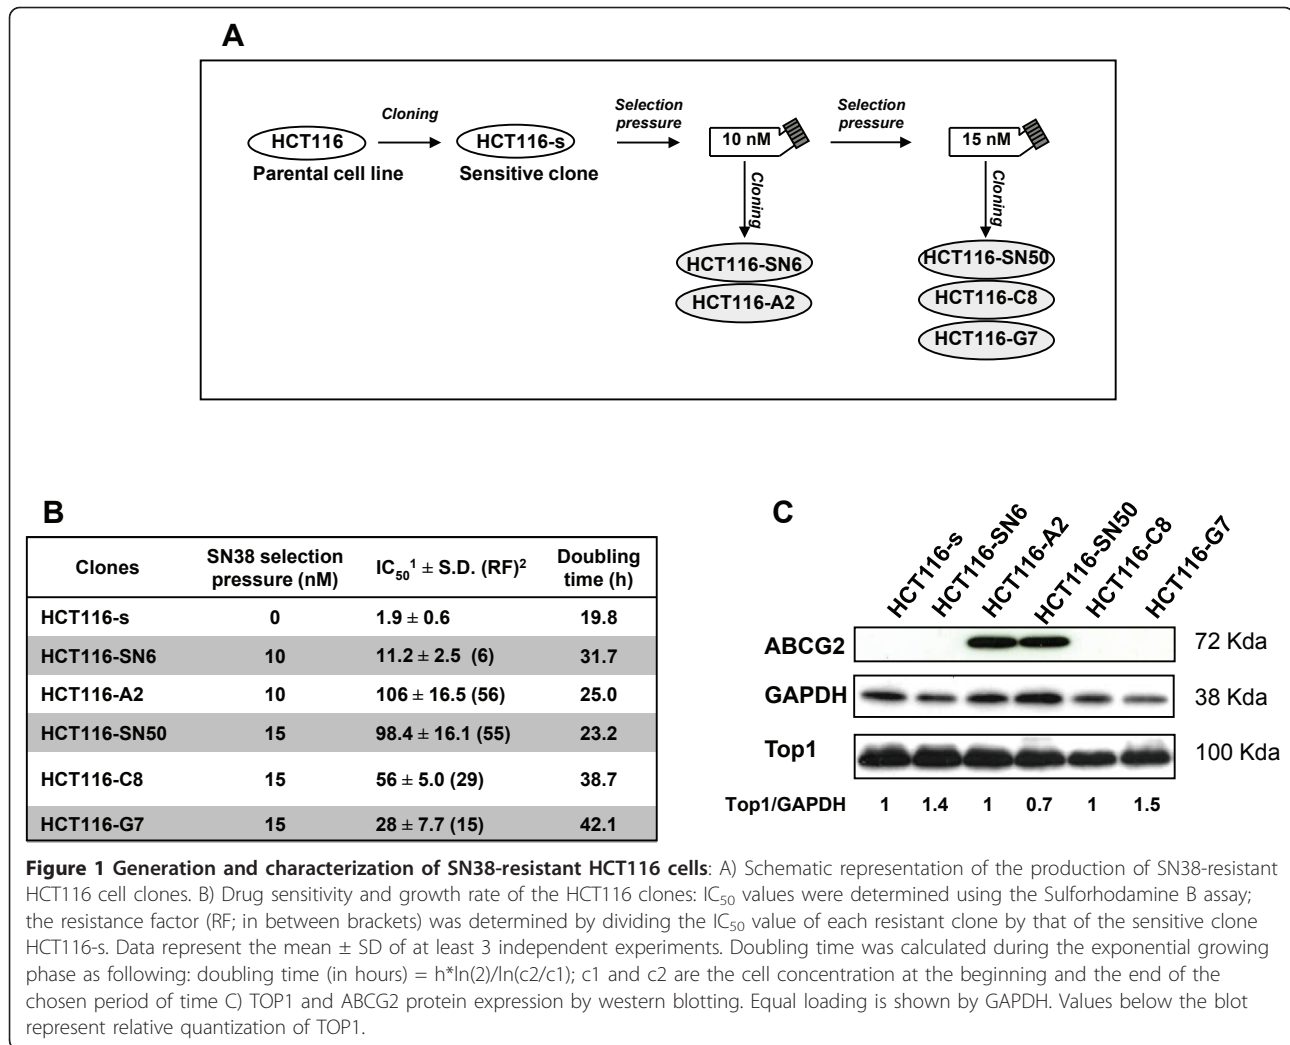 A
Cloning
Selection
pressure
Selection
pressure
HCT116
HCT116-s
10 nM
15 nM
Parental cell line
Sensitive clone
Cloning
Cloning
HCT116-SN6
HCT116-A2
HCT116-SN50
HCT116-C8
HCT116-G7
B
Clones SN38 selection pressure (nM) IC50¹ ± S.D. (RF)² Doubling time (h)
HCT116-s 0 1.9 ± 0.6 19.8
HCT116-SN6 10 11.2 ± 2.5 (6) 31.7
HCT116-A2 10 106 ± 16.5 (56) 25.0
HCT116-SN50 15 98.4 ± 16.1 (55) 23.2
HCT116-C8 15 56 ± 5.0 (29) 38.7
HCT116-G7 15 28 ± 7.7 (15) 42.1
C
HCT116-s
HCT116-SN6
HCT116-A2
HCT116-SN50
HCT116-C8
HCT116-G7
ABCG2 72 Kda
GAPDH 38 Kda
Top1 100 Kda
Top1/GAPDH 1 1.4 1 0.7 1 1.5
Figure 1 Generation and characterization of SN38-resistant HCT116 cells: A) Schematic representation of the production of SN38-resistant
HCT116 cell clones. B) Drug sensitivity and growth rate of the HCT116 clones: IC50 values were determined using the Sulforhodamine B assay;
the resistance factor (RF; in between brackets) was determined by dividing the IC50 value of each resistant clone by that of the sensitive clone
HCT116-s. Data represent the mean ± SD of at least 3 independent experiments. Doubling time was calculated during the exponential growing
phase as following: doubling time (in hours) = h*ln(2)/ln(c2/c1); c1 and c2 are the cell concentration at the beginning and the end of the
chosen period of time C) TOP1 and ABCG2 protein expression by western blotting. Equal loading is shown by GAPDH. Values below the blot
represent relative quantization of TOP1.